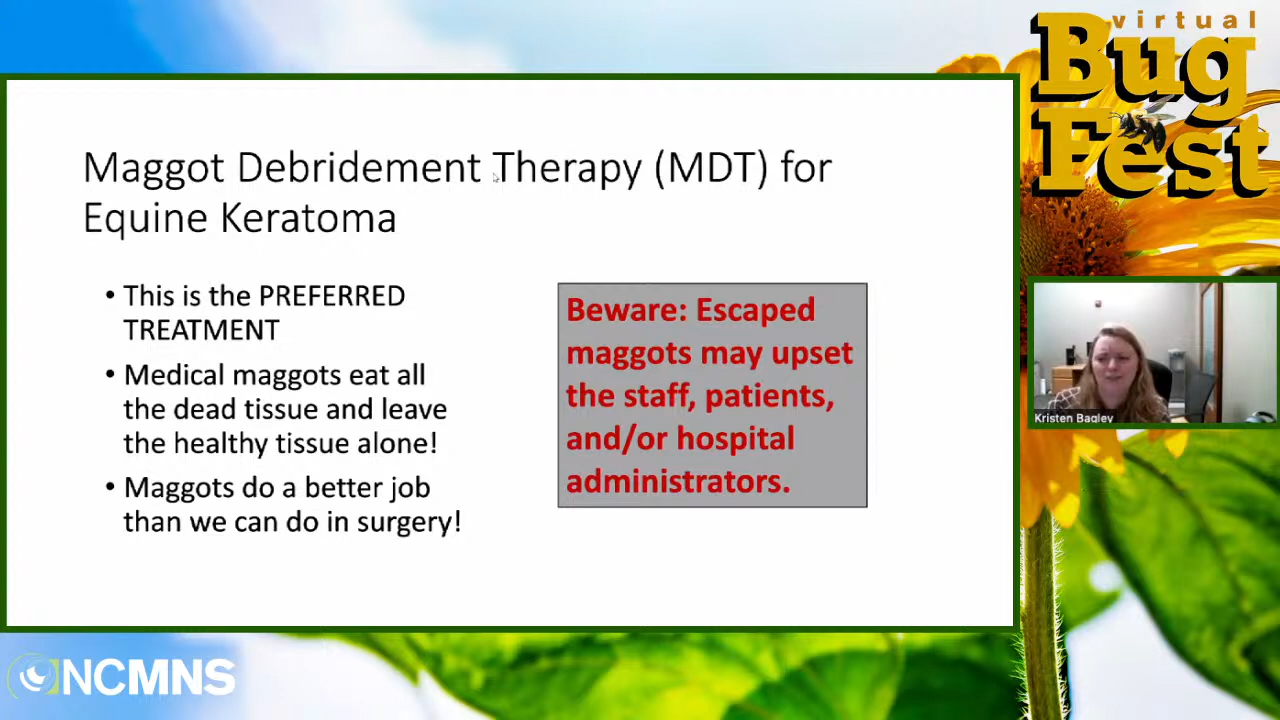 virtual
Bug
Fest
Maggot Debridement Therapy (MDT) for
Equine Keratoma
• This is the PREFERRED
TREATMENT
• Medical maggots eat all
the dead tissue and leave
the healthy tissue alone!
• Maggots do a better job
than we can do in surgery!
Beware: Escaped
maggots may upset
the staff, patients,
and/or hospital
administrators.
Kristen Bagley
NCMNS